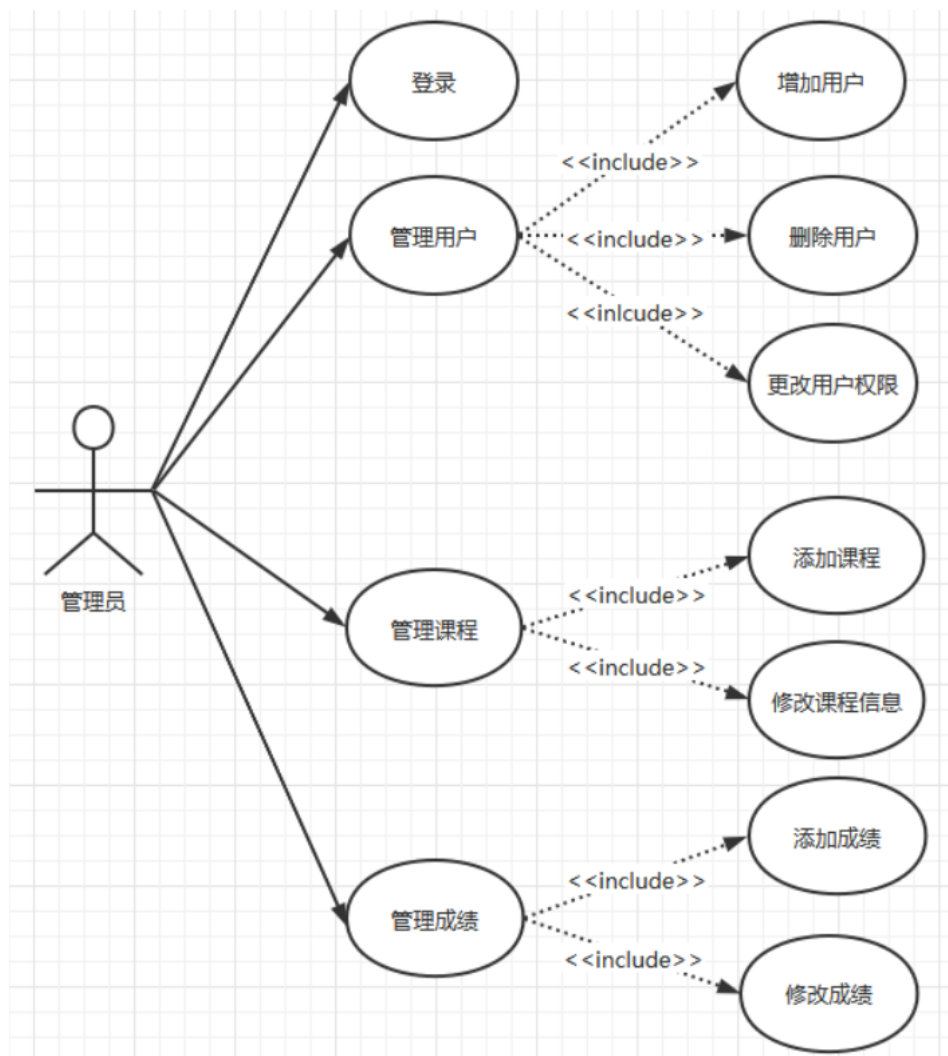 登录
增加用户
<<include>>
管理用户
<<include>>
删除用户
<<inlcude>>
更改用户权限
管理员
添加课程
<<include>>
管理课程
<<include>>
修改课程信息
添加成绩
<<include>>
管理成绩
<<include>>
修改成绩